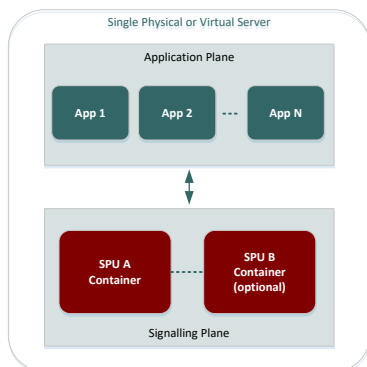 Single Physical or Virtual Server
Application Plane
App 1
App 2
App N
SPU A
Container
SPU B
Container
(optional)
Signalling Plane